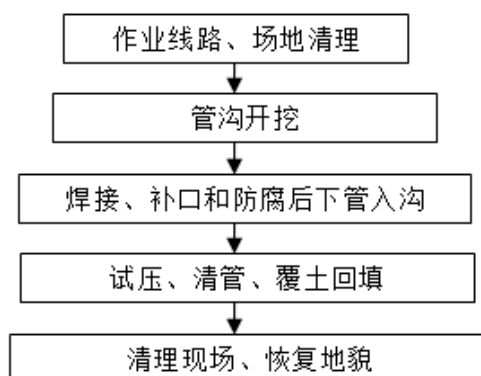 作业线路、场地清理
管沟开挖
焊接、补口和防腐后下管入沟
试压、清管、覆土回填
清理现场、恢复地貌